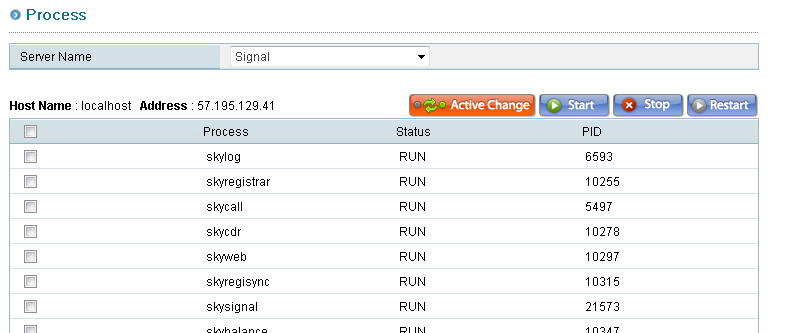 Process
Server Name Signal
Host Name : localhost Address : 57.195.129.41 Active Change Start Stop Restart
Process Status PID
skylog RUN 6593
skyregistrar RUN 10255
skycall RUN 5497
skycdr RUN 10278
skyweb RUN 10297
skyregisync RUN 10315
skysignal RUN 21573
skybalance RUN 10347